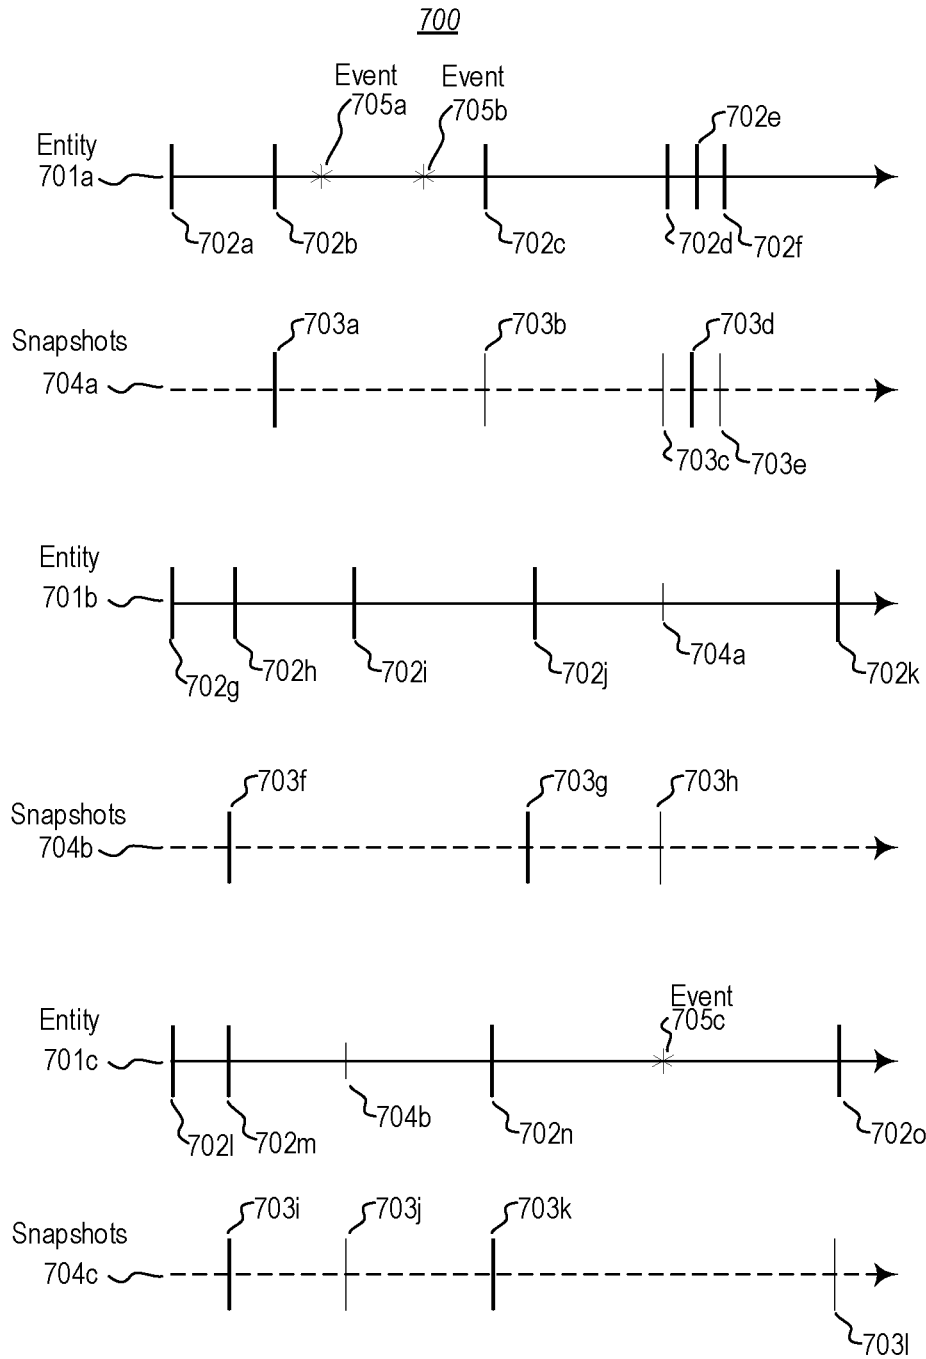 700
Event
705a
Event
705b
702e
Entity
701a
702a
702b
702c
702d
702f
703a
703b
703d
Snapshots
704a
703c
703e
Entity
701b
702g
702h
702i
702j
704a
702k
703f
703g
703h
Snapshots
704b
Event
705c
Entity
701c
702l
702m
704b
702n
702o
703i
703j
703k
Snapshots
704c
703l